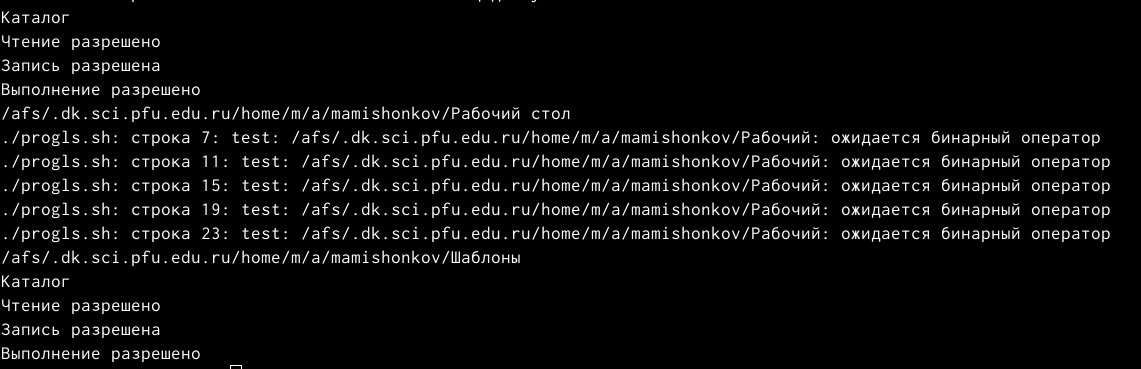 Каталог
Чтение разрешено
Запись разрешена
Выполнение разрешено
/afs/.dk.sci.pfu.edu.ru/home/m/a/mamishonkov/Рабочий стол
./progls.sh: строка 7: test: /afs/.dk.sci.pfu.edu.ru/home/m/a/mamishonkov/Рабочий: ожидается бинарный оператор
./progls.sh: строка 11: test: /afs/.dk.sci.pfu.edu.ru/home/m/a/mamishonkov/Рабочий: ожидается бинарный оператор
./progls.sh: строка 15: test: /afs/.dk.sci.pfu.edu.ru/home/m/a/mamishonkov/Рабочий: ожидается бинарный оператор
./progls.sh: строка 19: test: /afs/.dk.sci.pfu.edu.ru/home/m/a/mamishonkov/Рабочий: ожидается бинарный оператор
./progls.sh: строка 23: test: /afs/.dk.sci.pfu.edu.ru/home/m/a/mamishonkov/Рабочий: ожидается бинарный оператор
/afs/.dk.sci.pfu.edu.ru/home/m/a/mamishonkov/Шаблоны
Каталог
Чтение разрешено
Запись разрешена
Выполнение разрешено